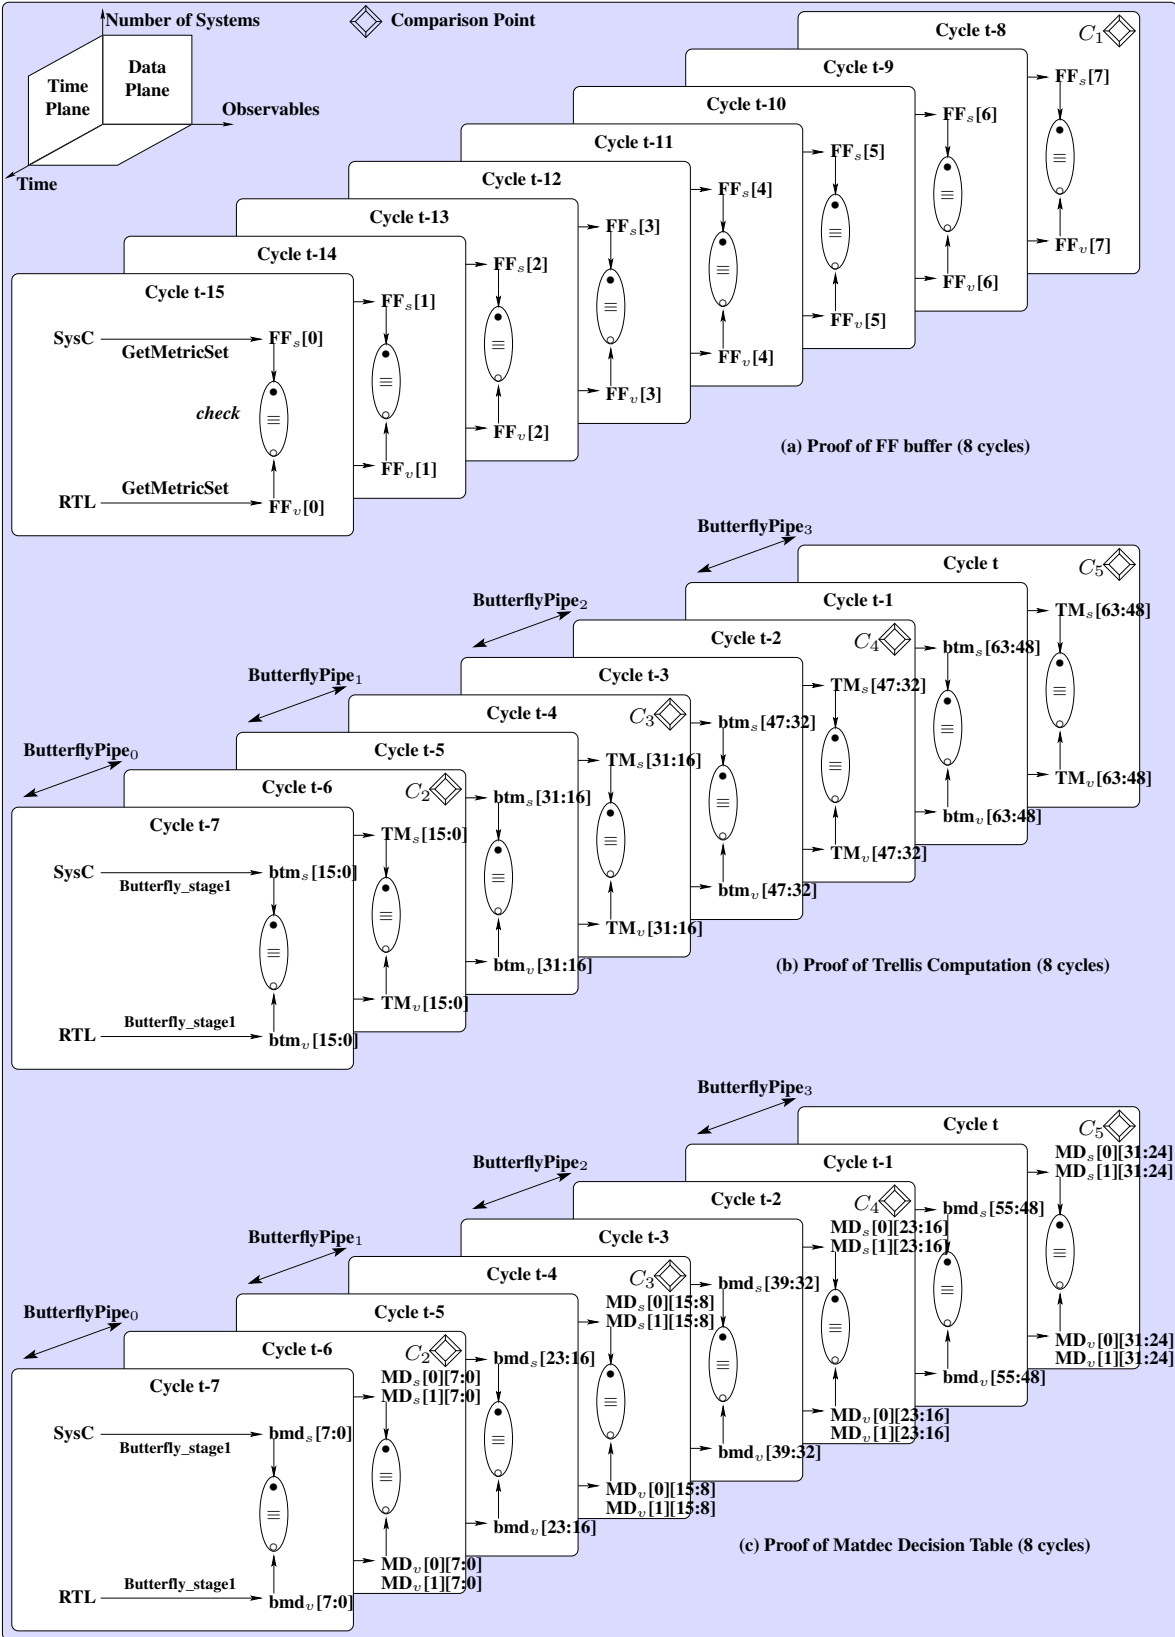 Number of Systems
Comparison Point
Time Plane
Data Plane
Observables
Time
Cycle t-8
C₁
FFₛ[7]
FFᵥ[7]
Cycle t-9
FFₛ[6]
FFᵥ[6]
Cycle t-10
FFₛ[5]
≡
FFᵥ[5]
Cycle t-11
FFₛ[4]
≡
FFᵥ[4]
Cycle t-12
FFₛ[3]
≡
FFᵥ[3]
Cycle t-13
FFₛ[2]
≡
FFᵥ[2]
Cycle t-14
FFₛ[1]
≡
FFᵥ[1]
Cycle t-15
SysC
GetMetricSet
FFₛ[0]
check
≡
RTL
GetMetricSet
FFᵥ[0]
(a) Proof of FF buffer (8 cycles)
ButterflyPipe₃
Cycle t
C₅
TMₛ[63:48]
TMᵥ[63:48]
Cycle t-1
btmₛ[63:48]
btmᵥ[63:48]
ButterflyPipe₂
Cycle t-2
C₄
TMₛ[47:32]
TMᵥ[47:32]
Cycle t-3
btmₛ[47:32]
btmᵥ[47:32]
ButterflyPipe₁
Cycle t-4
C₃
TMₛ[31:16]
TMᵥ[31:16]
Cycle t-5
btmₛ[31:16]
btmᵥ[31:16]
ButterflyPipe₀
Cycle t-6
C₂
TMₛ[15:0]
TMᵥ[15:0]
Cycle t-7
SysC
Butterfly_stage1
btmₛ[15:0]
RTL
Butterfly_stage1
btmᵥ[15:0]
(b) Proof of Trellis Computation (8 cycles)
ButterflyPipe₃
Cycle t
C₅
MDₛ[0][31:24]
MDₛ[1][31:24]
MDᵥ[0][31:24]
MDᵥ[1][31:24]
Cycle t-1
bmdₛ[55:48]
bmdᵥ[55:48]
ButterflyPipe₂
Cycle t-2
C₄
MDₛ[0][23:16]
MDₛ[1][23:16]
MDᵥ[0][23:16]
MDᵥ[1][23:16]
Cycle t-3
bmdₛ[39:32]
bmdᵥ[39:32]
ButterflyPipe₁
Cycle t-4
C₃
MDₛ[0][15:8]
MDₛ[1][15:8]
MDᵥ[0][15:8]
MDᵥ[1][15:8]
Cycle t-5
bmdₛ[23:16]
bmdᵥ[23:16]
ButterflyPipe₀
Cycle t-6
C₂
MDₛ[0][7:0]
MDₛ[1][7:0]
MDᵥ[0][7:0]
MDᵥ[1][7:0]
Cycle t-7
SysC
Butterfly_stage1
bmdₛ[7:0]
RTL
Butterfly_stage1
bmdᵥ[7:0]
(c) Proof of Matdec Decision Table (8 cycles)